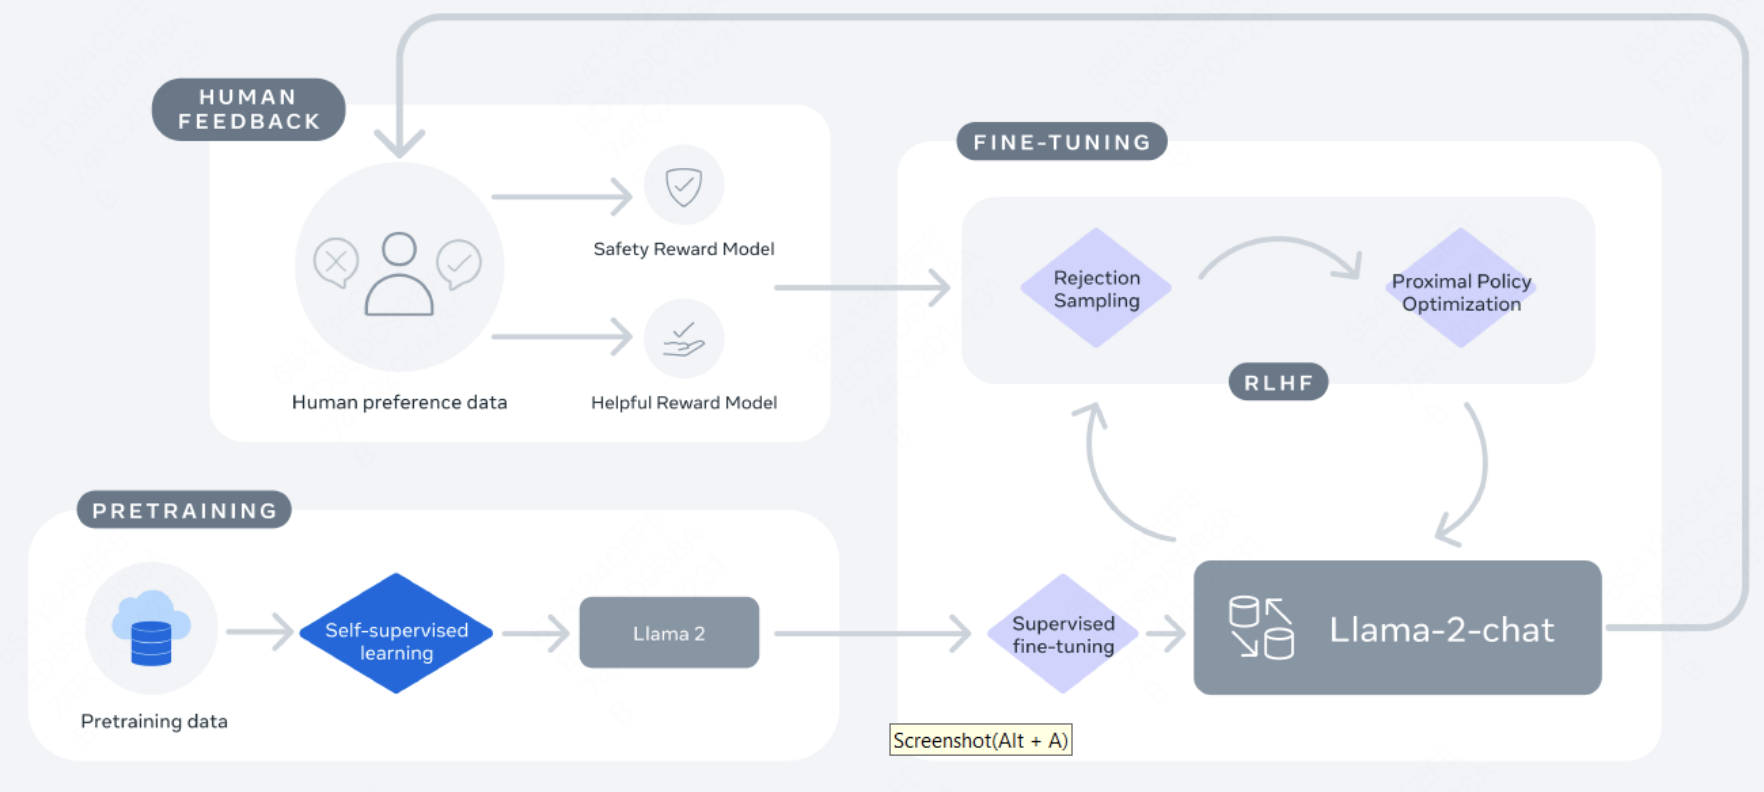 HUMAN
FEEDBACK
Safety Reward Model
Human preference data
Helpful Reward Model
FINE-TUNING
Rejection
Sampling
Proximal Policy
Optimization
RLHF
PRETRAINING
Pretraining data
Self-supervised
learning
Llama 2
Supervised
fine-tuning
Llama-2-chat
Screenshot(Alt + A)